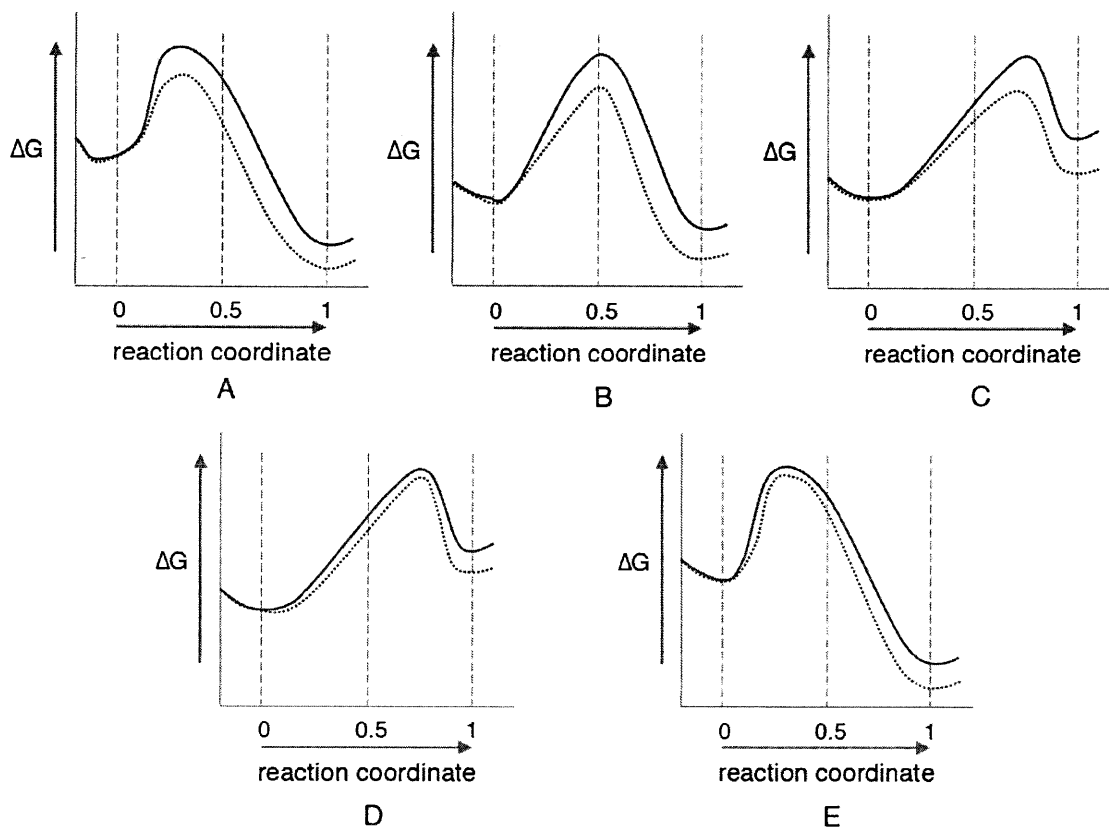 ΔG
0 0.5 1
reaction coordinate
A
ΔG
0 0.5 1
reaction coordinate
B
ΔG
0 0.5 1
reaction coordinate
C
ΔG
0 0.5 1
reaction coordinate
D
ΔG
0 0.5 1
reaction coordinate
E